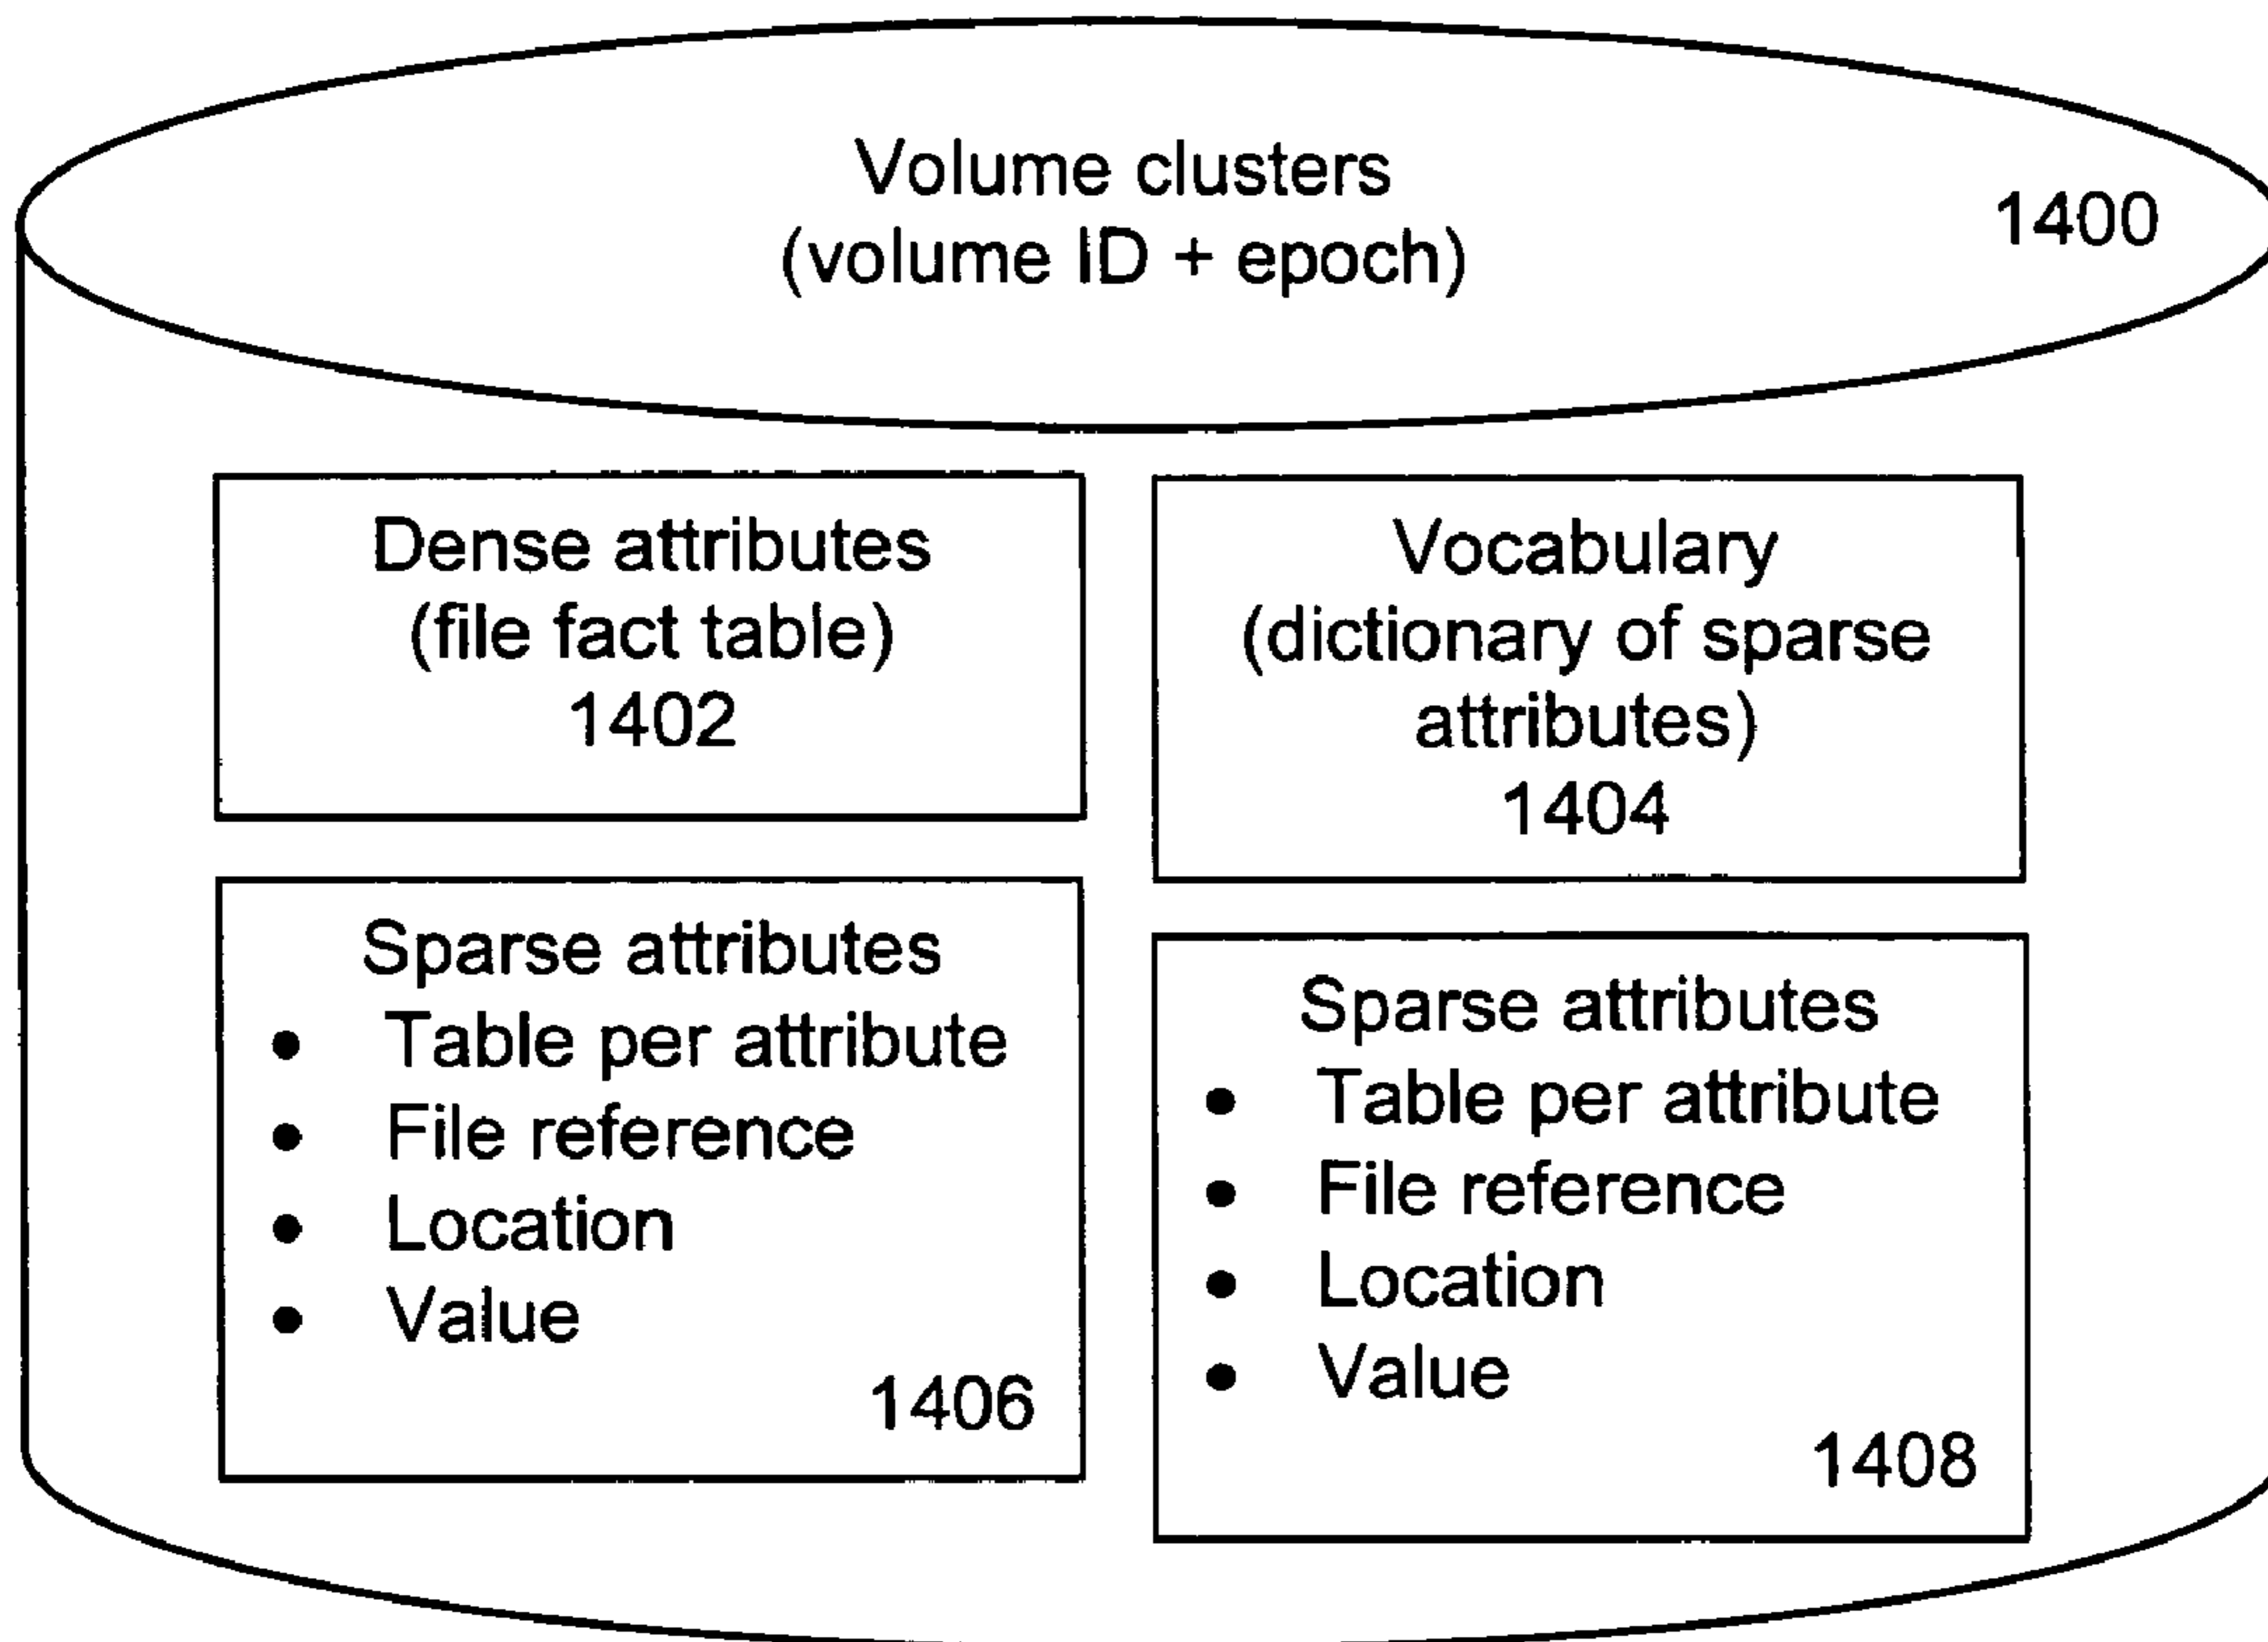 Volume clusters
(volume ID + epoch)
1400
Dense attributes
(file fact table)
1402
Vocabulary
(dictionary of sparse
attributes)
1404
Sparse attributes
• Table per attribute
• File reference
• Location
• Value
1406
Sparse attributes
• Table per attribute
• File reference
• Location
• Value
1408